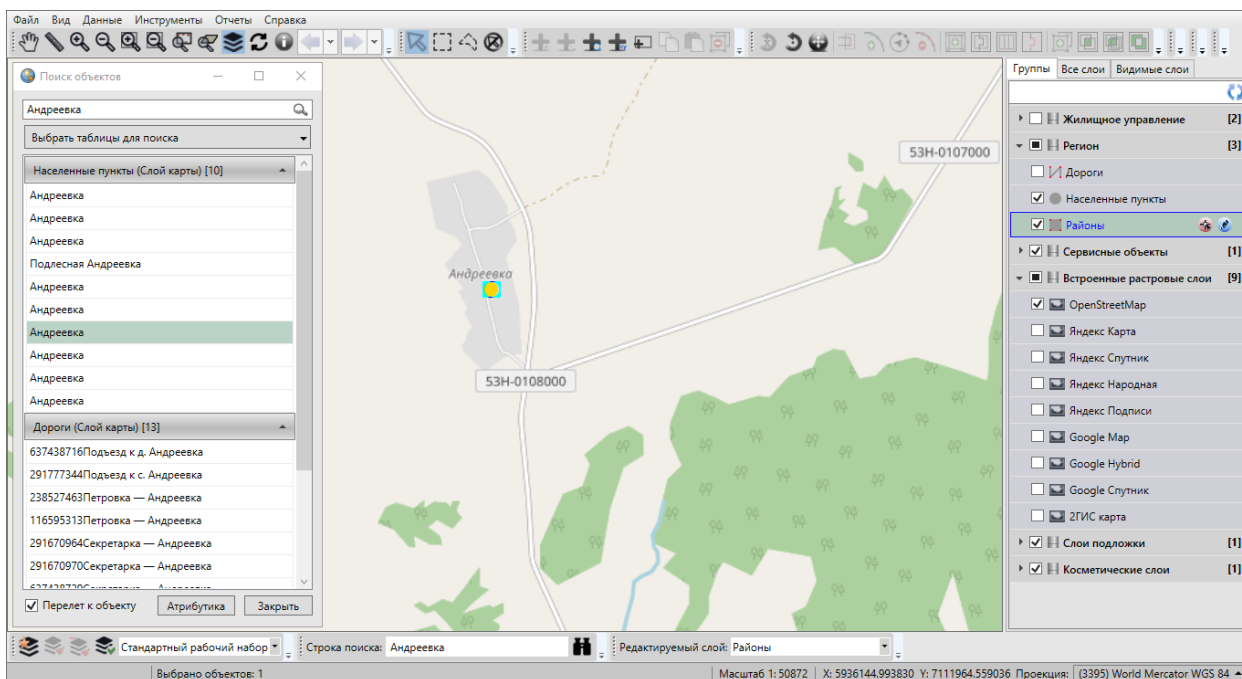 Файл Вид Данные Инструменты Отчеты Справка
Поиск объектов
Андреевка
Выбрать таблицы для поиска
Населенные пункты (Слой карты) [10]
Андреевка
Андреевка
Андреевка
Подлесная Андреевка
Андреевка
Андреевка
Андреевка
Андреевка
Андреевка
Андреевка
Дороги (Слой карты) [13]
637438716Подъезд к д. Андреевка
291777344Подъезд к с. Андреевка
238527463Петровка — Андреевка
116595313Петровка — Андреевка
291670964Секретарка — Андреевка
291670970Секретарка — Андреевка
Перелет к объекту Атрибутика Закрыть
53Н-0107000
Андреевка
53Н-0108000
Группы Все слои Видимые слои
Жилищное управление [2]
Регион [3]
Дороги
Населенные пункты
Районы
Сервисные объекты [1]
Встроенные растровые слои [9]
OpenStreetMap
Яндекс Карта
Яндекс Спутник
Яндекс Народная
Яндекс Подписи
Google Map
Google Hybrid
Google Спутник
2ГИС карта
Слои подложки [1]
Косметические слои [1]
Стандартный рабочий набор Строка поиска: Андреевка Редактируемый слой: Районы
Выбрано объектов: 1 Масштаб 1: 50872 X: 5936144.993830 Y: 7111964.559036 Проекция: (3395) World Mercator WGS 84